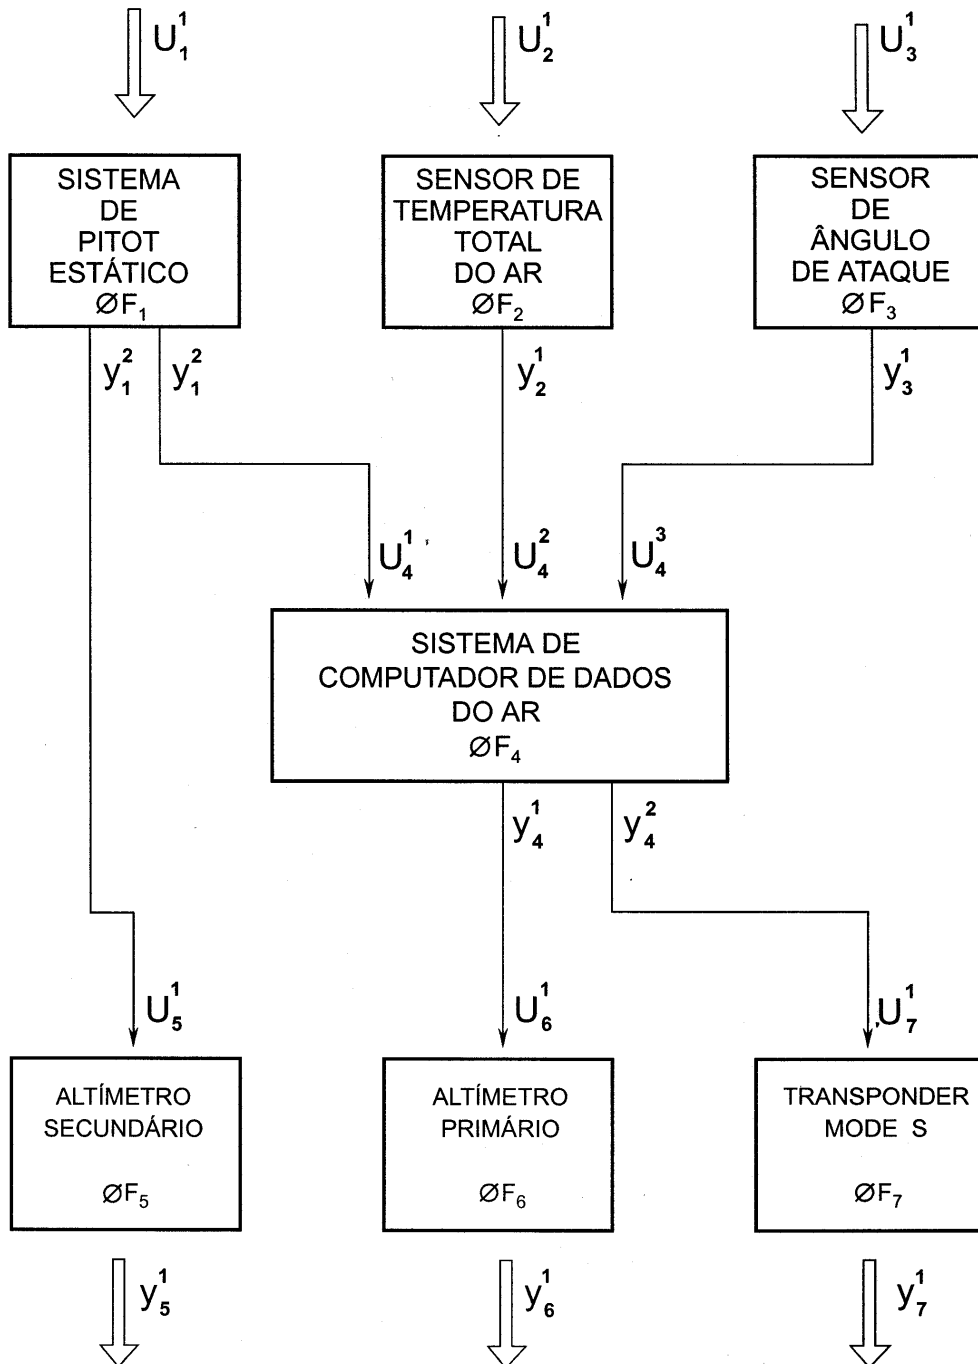 U₁¹
U₂¹
U₃¹
SISTEMA
DE
PITOT
ESTÁTICO
ØF₁
SENSOR DE
TEMPERATURA
TOTAL
DO AR
ØF₂
SENSOR
DE
ÂNGULO
DE ATAQUE
ØF₃
y₁²
y₁²
y₂¹
y₃¹
U₄¹
U₄²
U₄³
SISTEMA DE
COMPUTADOR DE DADOS
DO AR
ØF₄
y₄¹
y₄²
U₅¹
U₆¹
U₇¹
ALTÍMETRO
SECUNDÁRIO
ØF₅
ALTÍMETRO
PRIMÁRIO
ØF₆
TRANSPONDER
MODE S
ØF₇
y₅¹
y₆¹
y₇¹